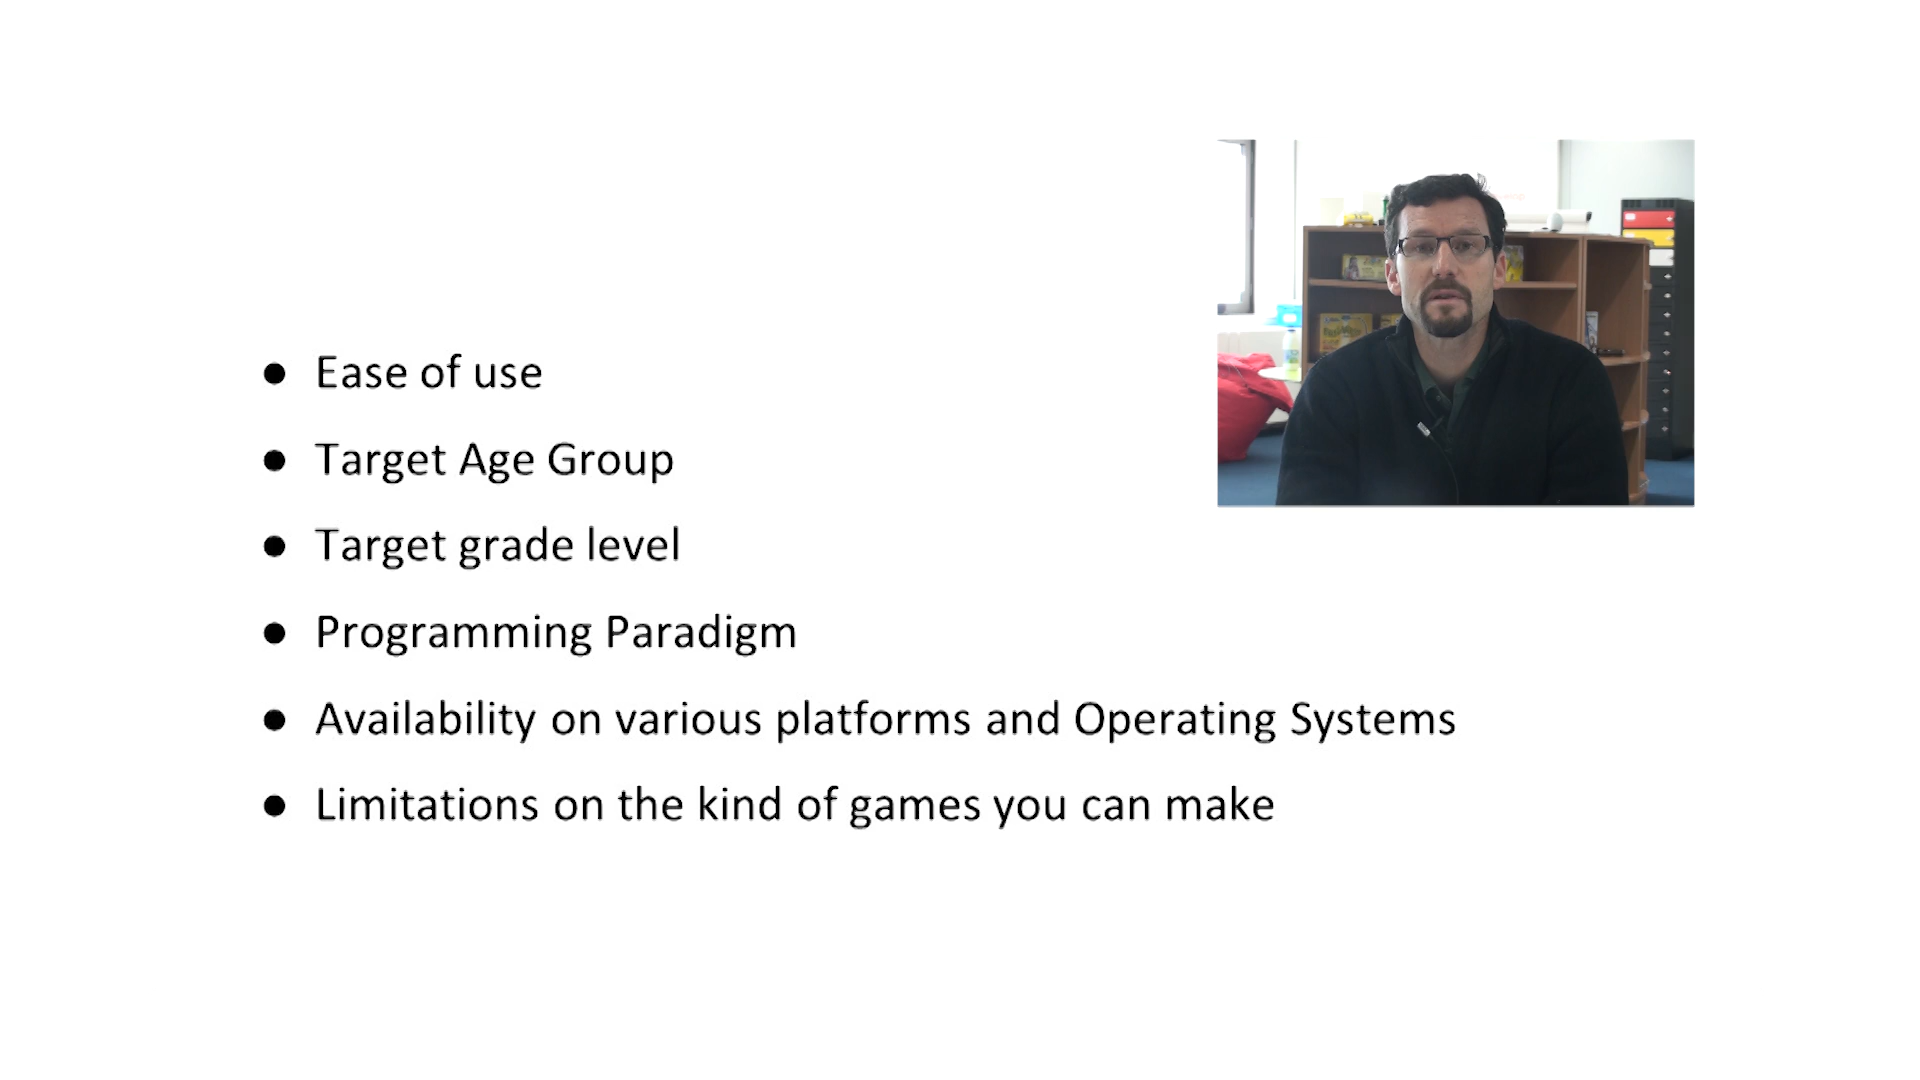 ● Ease of use
● Target Age Group
● Target grade level
● Programming Paradigm
● Availability on various platforms and Operating Systems
● Limitations on the kind of games you can make